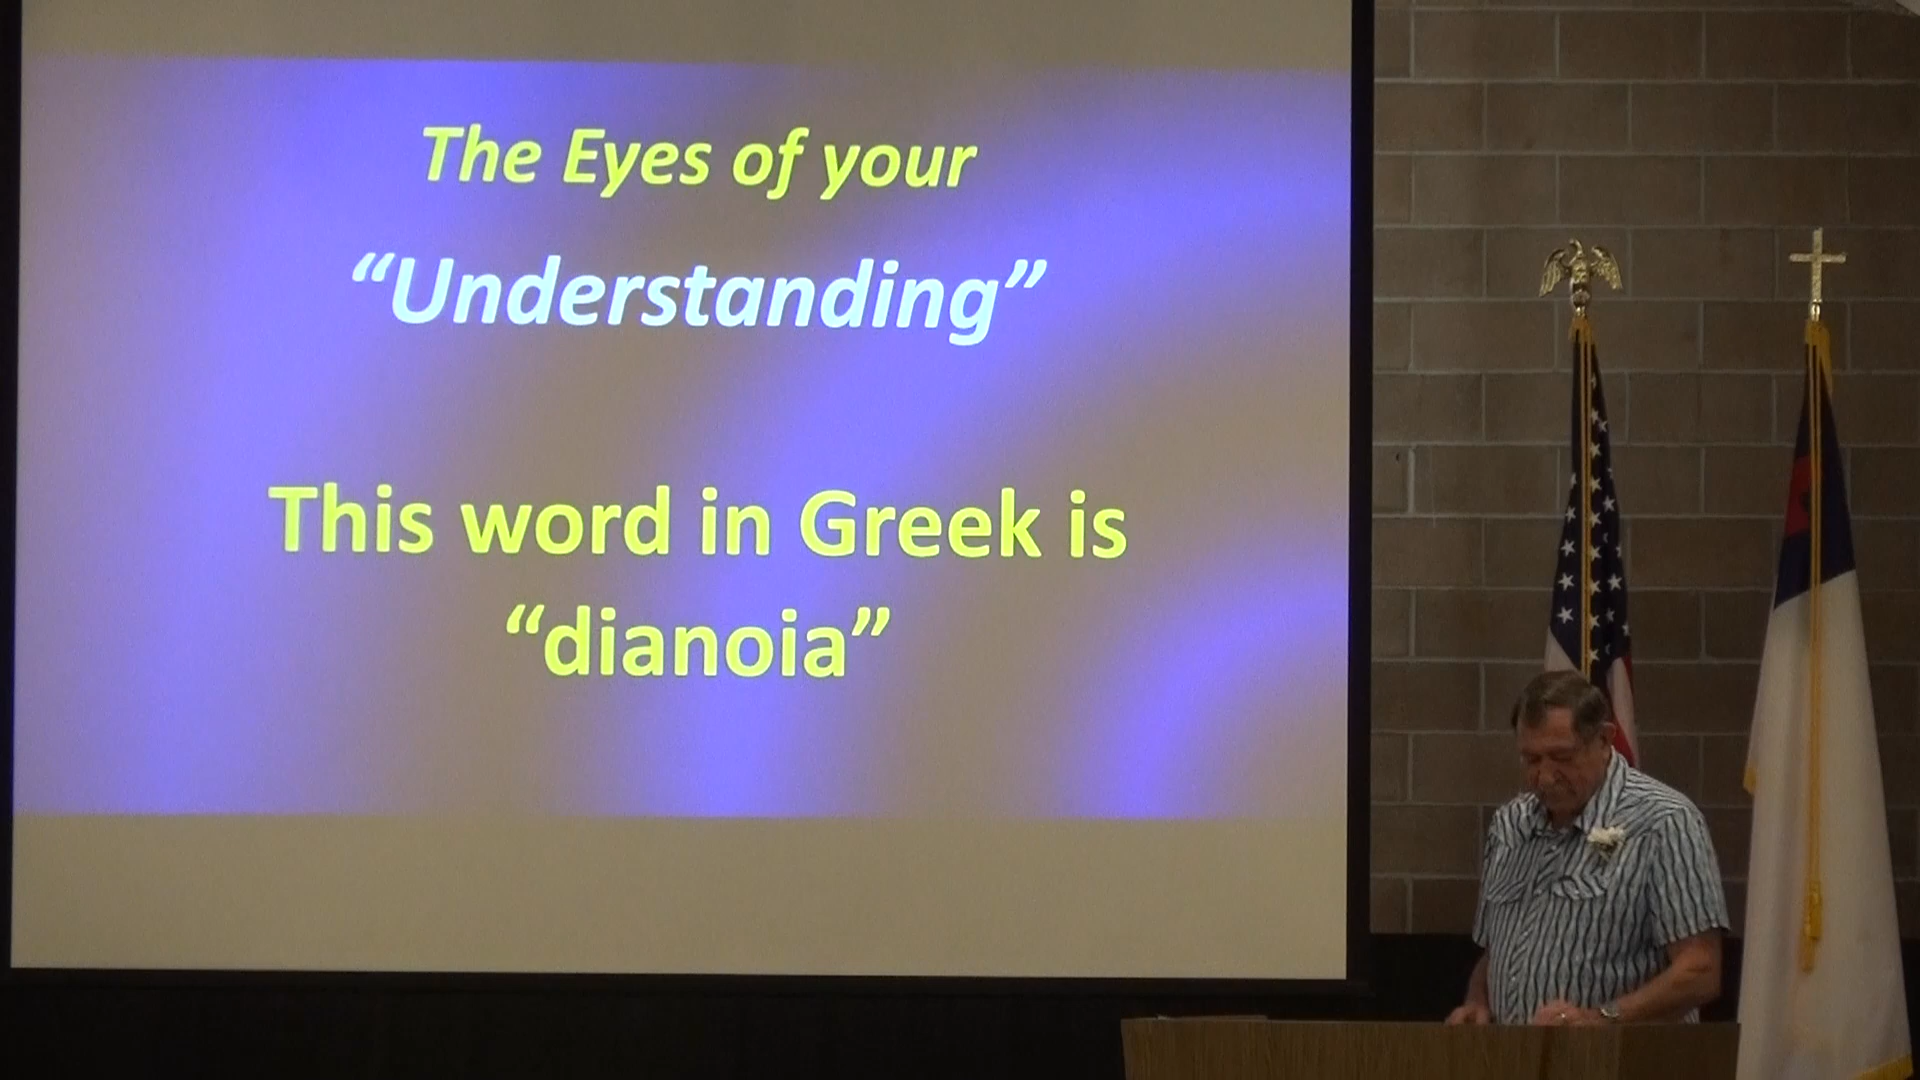 The Eyes of your
“Understanding”
This word in Greek is
“dianoia”